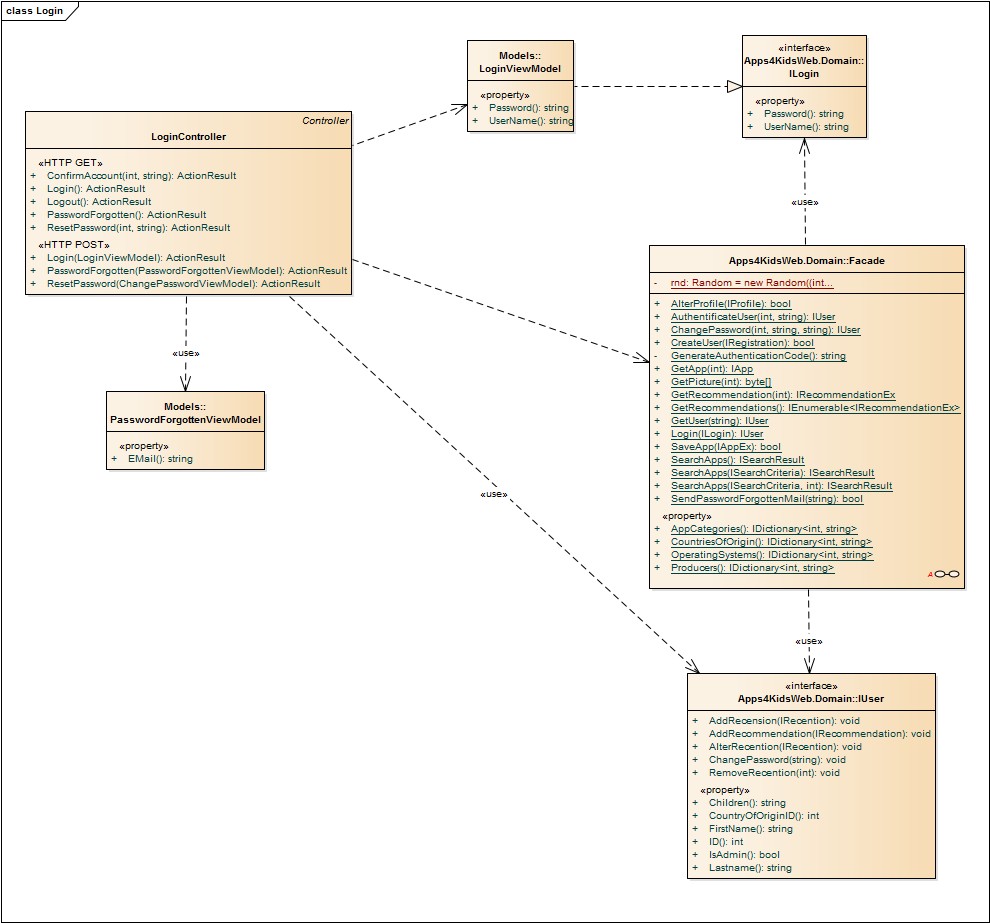 class Login
Models::
LoginViewModel
«property»
+ Password(): string
+ UserName(): string
«interface»
Apps4KidsWeb.Domain::
ILogin
«property»
+ Password(): string
+ UserName(): string
Controller
LoginController
«HTTP GET»
+ ConfirmAccount(int, string): ActionResult
+ Login(): ActionResult
+ Logout(): ActionResult
+ PasswordForgotten(): ActionResult
+ ResetPassword(int, string): ActionResult
«HTTP POST»
+ Login(LoginViewModel): ActionResult
+ PasswordForgotten(PasswordForgottenViewModel): ActionResult
+ ResetPassword(ChangePasswordViewModel): ActionResult
«use»
Apps4KidsWeb.Domain::Facade
- rnd: Random = new Random((int...
+ AlterProfile(IProfile): bool
+ AuthentificateUser(int, string): IUser
+ ChangePassword(int, string, string): IUser
+ CreateUser(IRegistration): bool
- GenerateAuthenticationCode(): string
+ GetApp(int): IApp
+ GetPicture(int): byte[]
+ GetRecommendation(int): IRecommendationEx
+ GetRecommendations(): IEnumerable<IRecommendationEx>
+ GetUser(string): IUser
+ Login(ILogin): IUser
+ SaveApp(IAppEx): bool
+ SearchApps(): ISearchResult
+ SearchApps(ISearchCriteria): ISearchResult
+ SearchApps(ISearchCriteria, int): ISearchResult
+ SendPasswordForgottenMail(string): bool
«property»
+ AppCategories(): IDictionary<int, string>
+ CountriesOfOrigin(): IDictionary<int, string>
+ OperatingSystems(): IDictionary<int, string>
+ Producers(): IDictionary<int, string>
A
«use»
Models::
PasswordForgottenViewModel
«property»
+ EMail(): string
«use»
«use»
«interface»
Apps4KidsWeb.Domain::IUser
+ AddRecension(IRecention): void
+ AddRecommendation(IRecommendation): void
+ AlterRecention(IRecention): void
+ ChangePassword(string): void
+ RemoveRecention(int): void
«property»
+ Children(): string
+ CountryOfOriginID(): int
+ FirstName(): string
+ ID(): int
+ IsAdmin(): bool
+ Lastname(): string